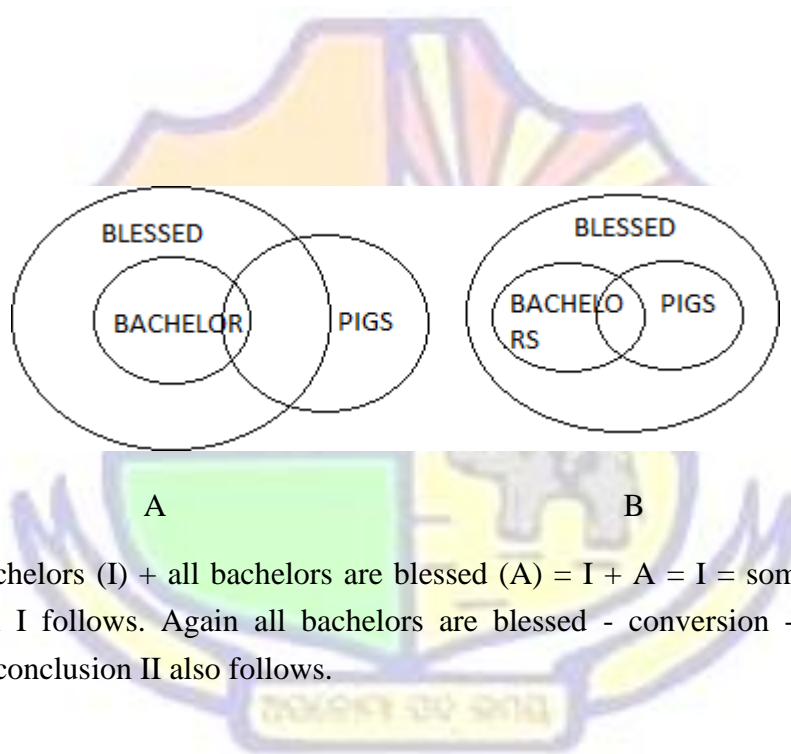 BLESSED
BACHELOR
PIGS
BLESSED
BACHELO
RS
PIGS
A
B
chelors (I) + all bachelors are blessed (A) = I + A = I = som
I follows. Again all bachelors are blessed - conversion -
conclusion II also follows.